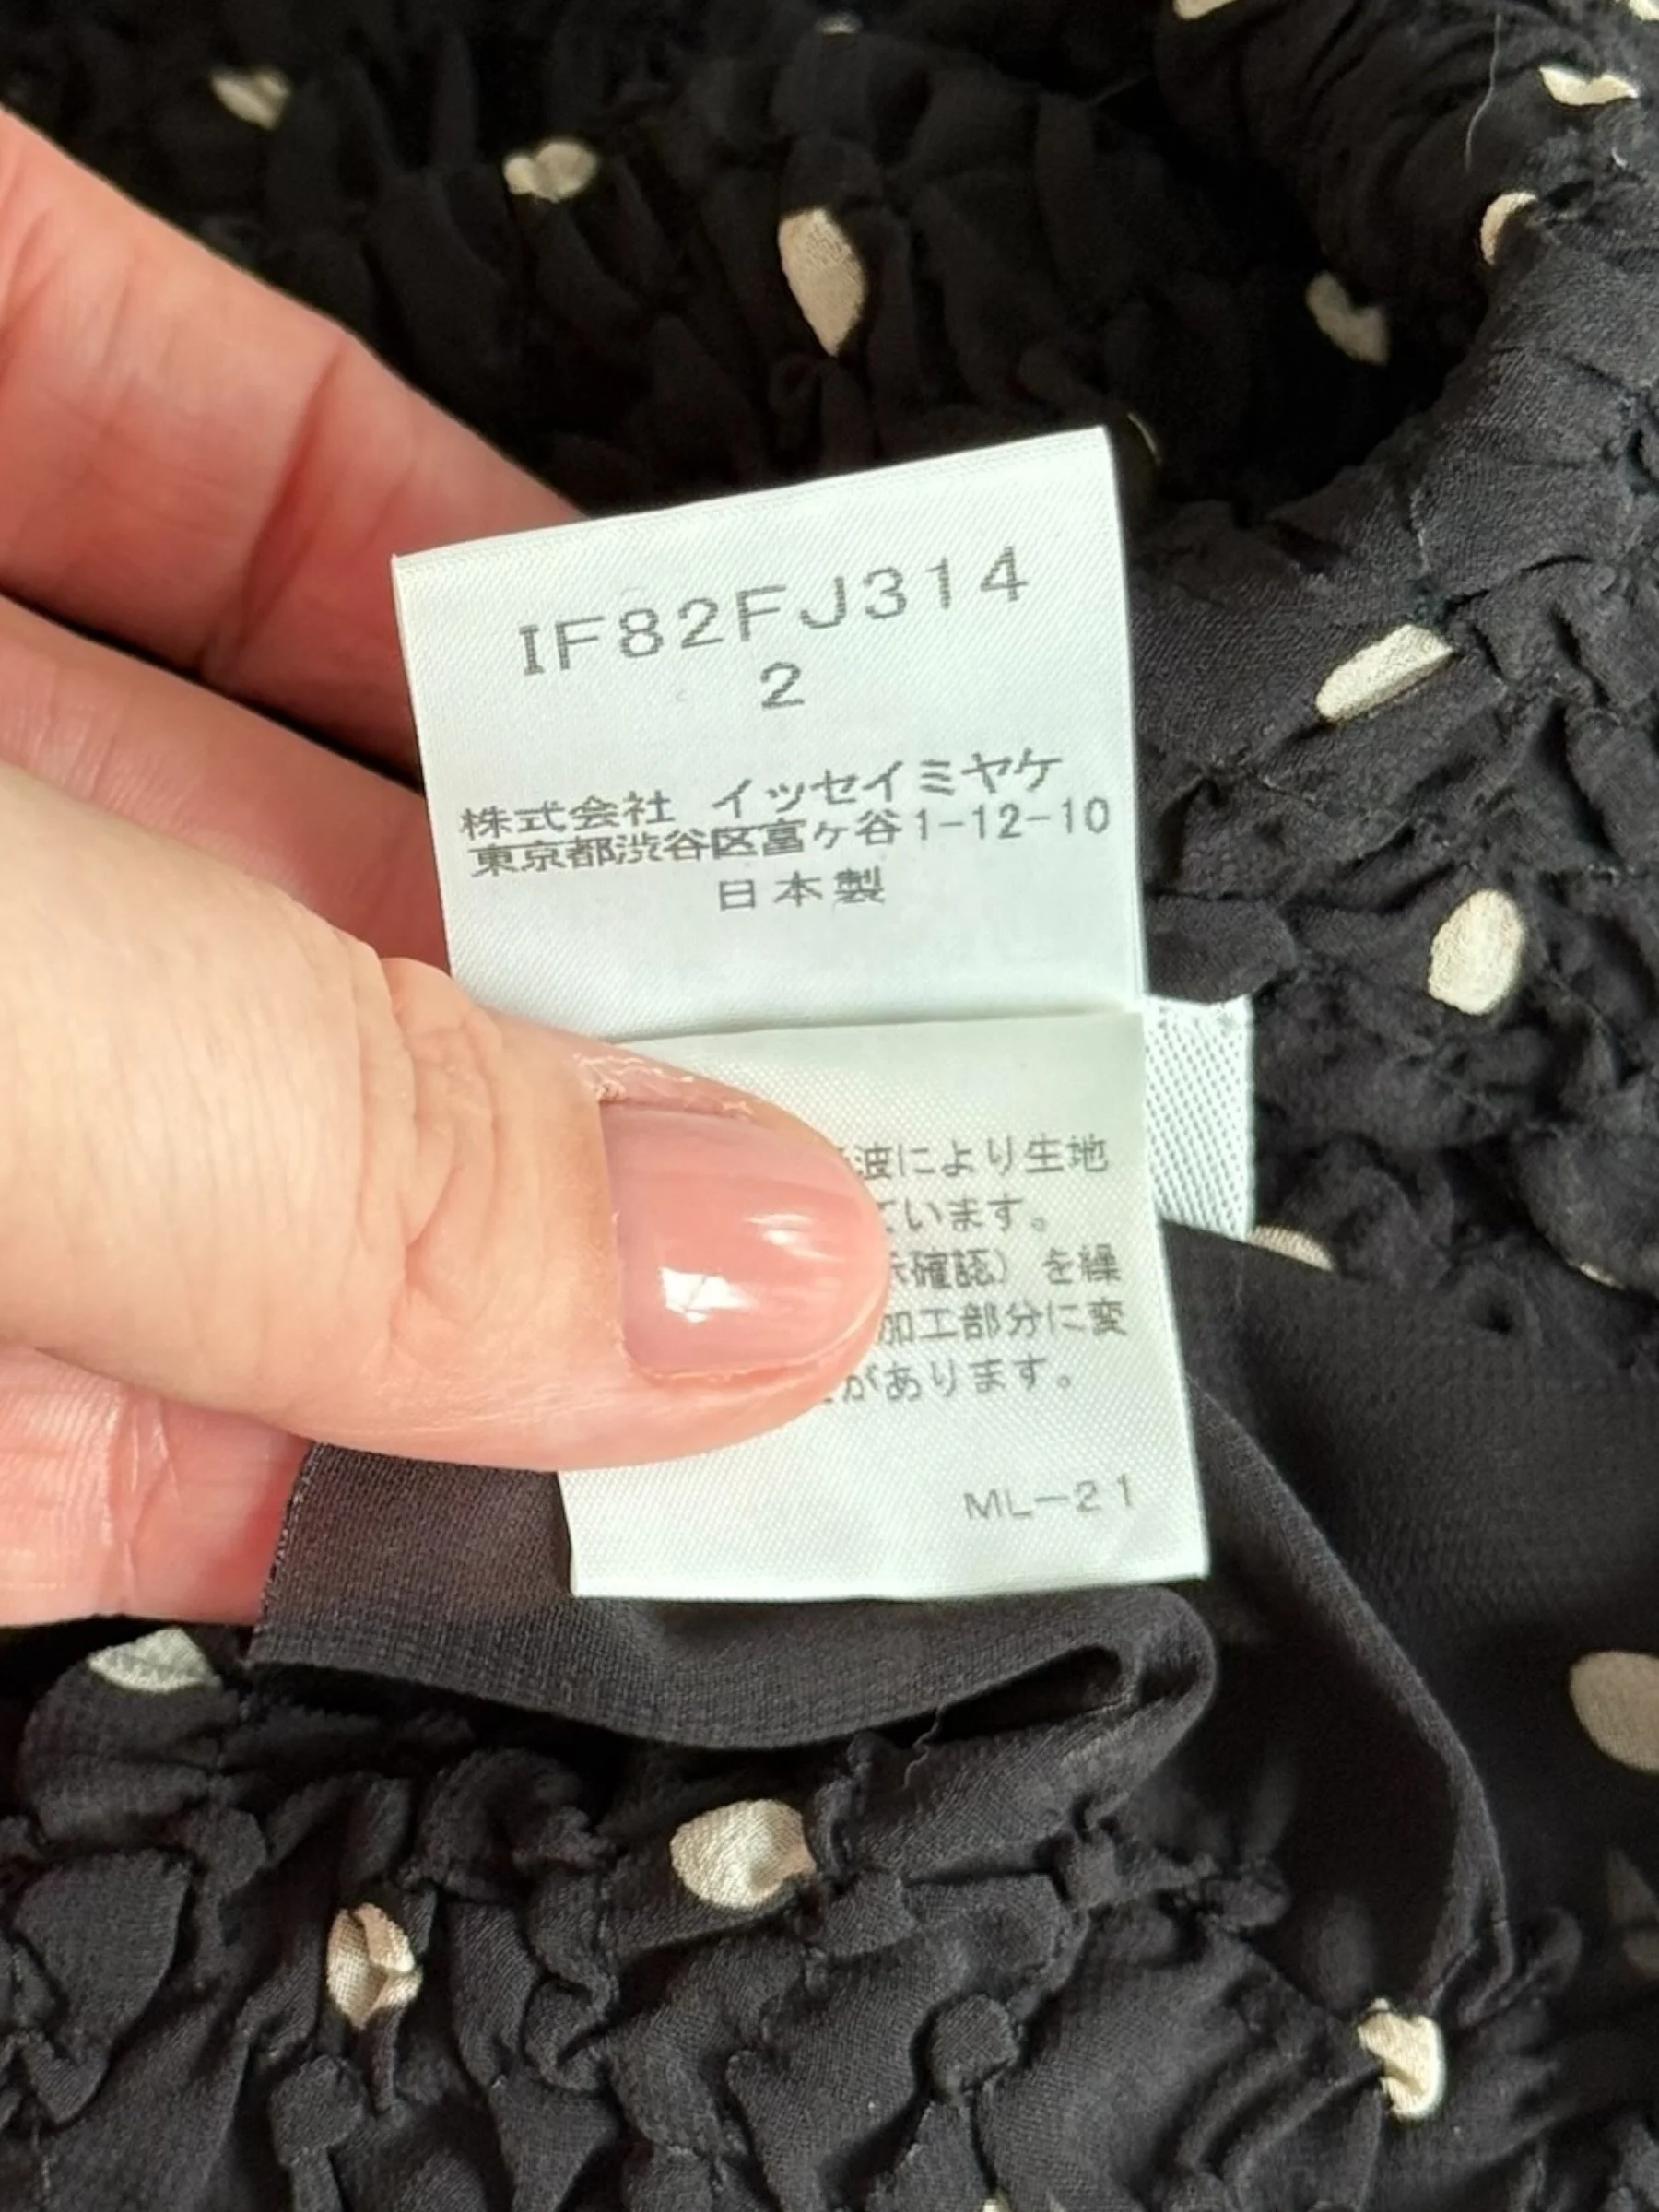 IF82FJ314
2
株式会社 イッセイミヤケ
東京都渋谷区富ヶ谷1-12-10
日本製
波により生地
ています。
確認) を繰
加工部分に変
があります。
ML-21